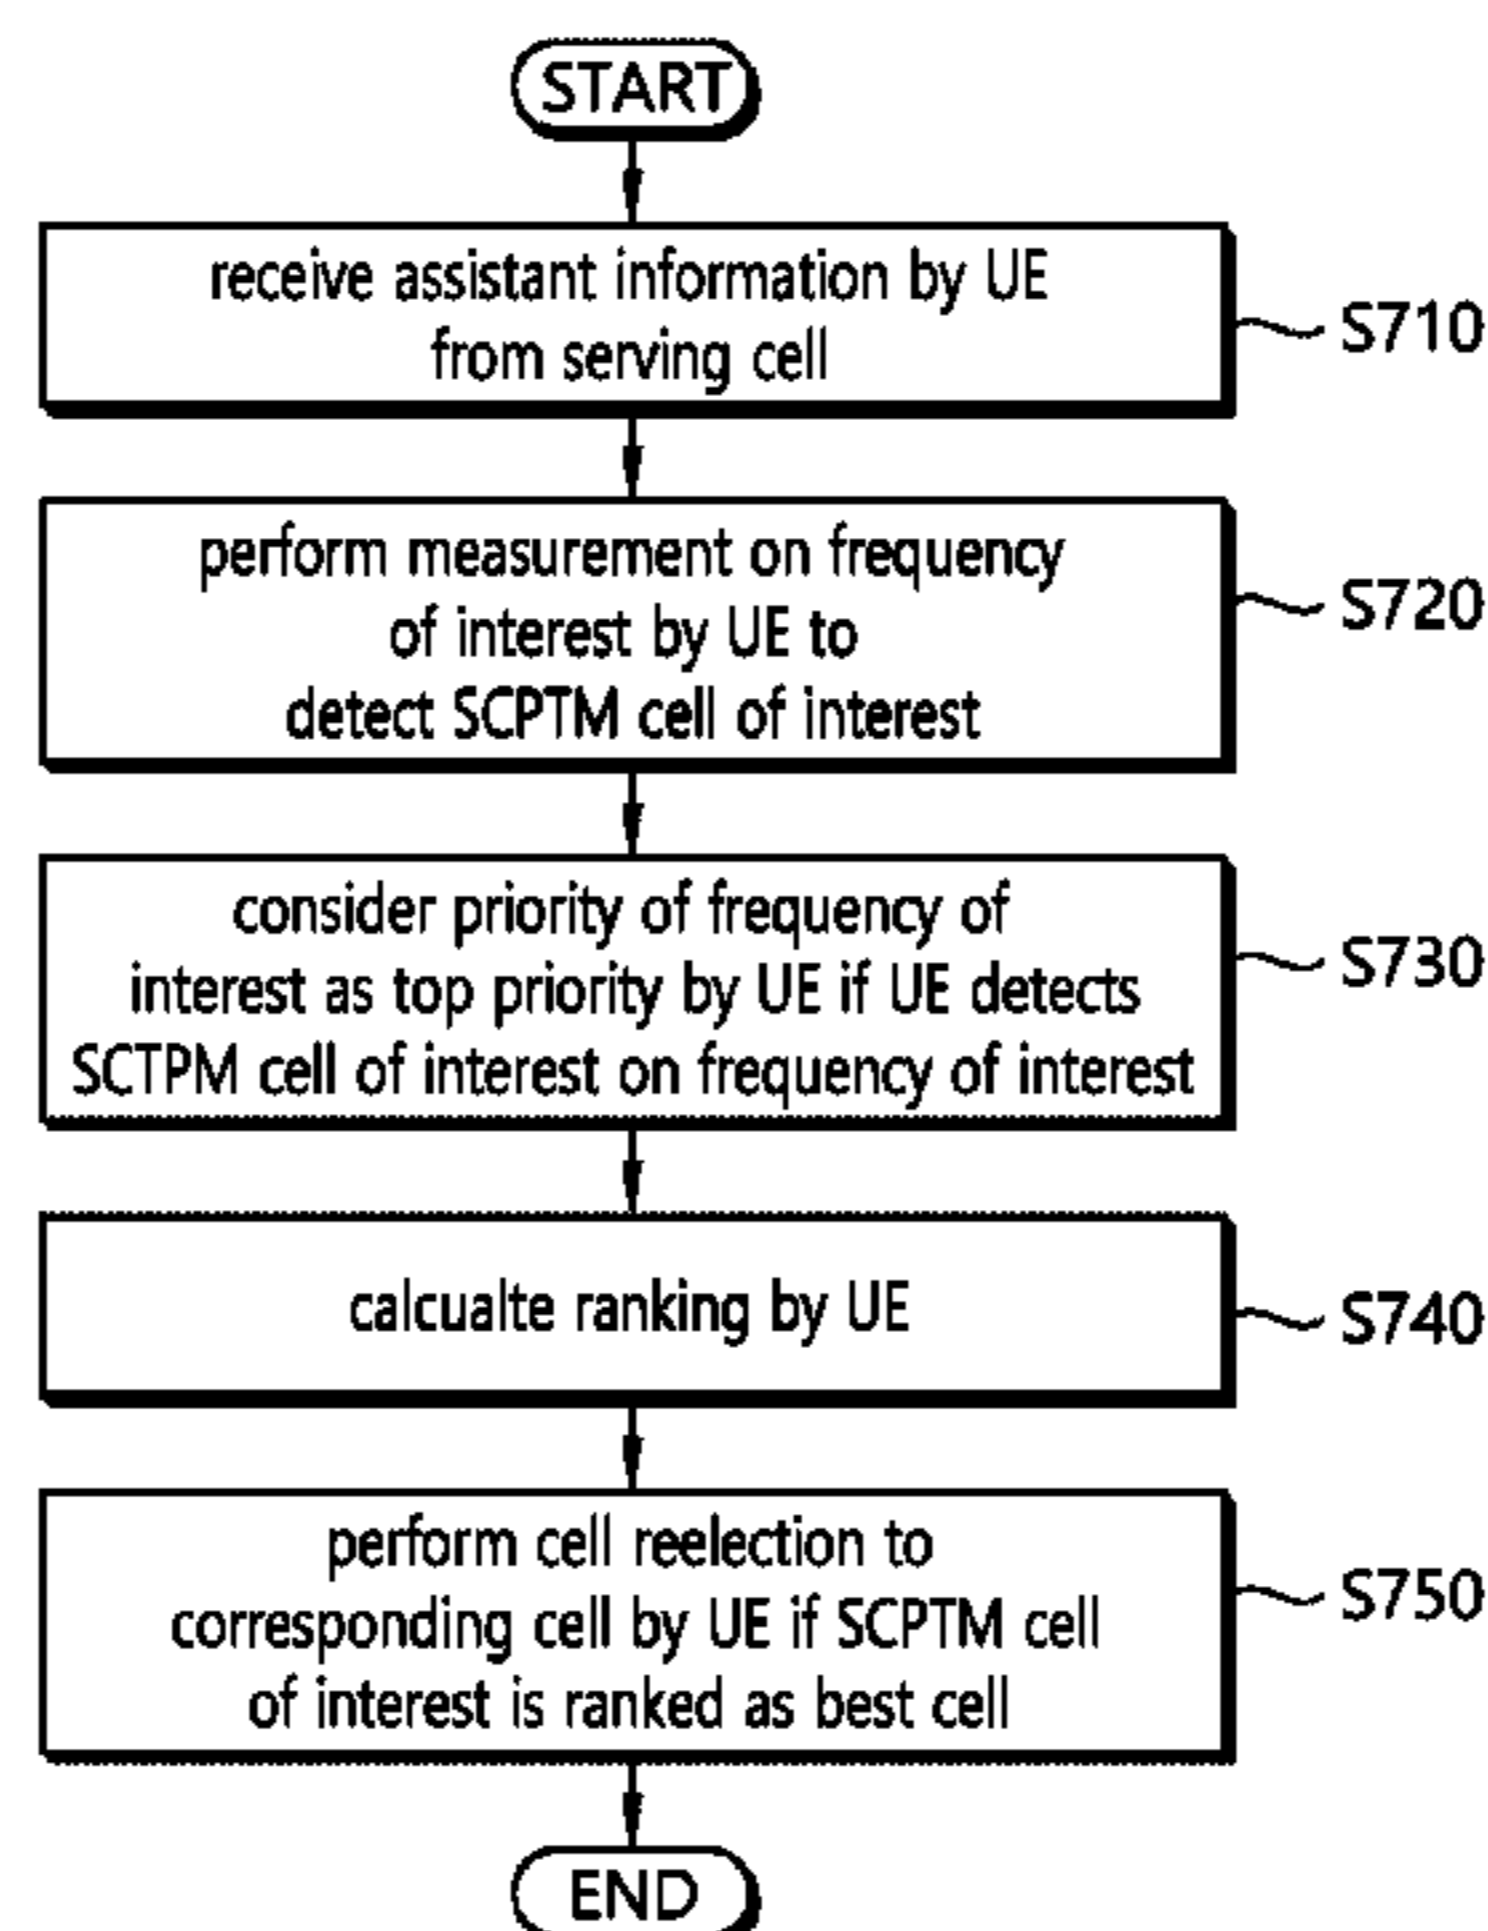 START
receive assistant information by UE
from serving cell
S710
perform measurement on frequency
of interest by UE to
detect SCPTM cell of interest
S720
consider priority of frequency of
interest as top priority by UE if UE detects
SCTPM cell of interest on frequency of interest
S730
calcualte ranking by UE
S740
perform cell reelection to
corresponding cell by UE if SCPTM cell
of interest is ranked as best cell
S750
END